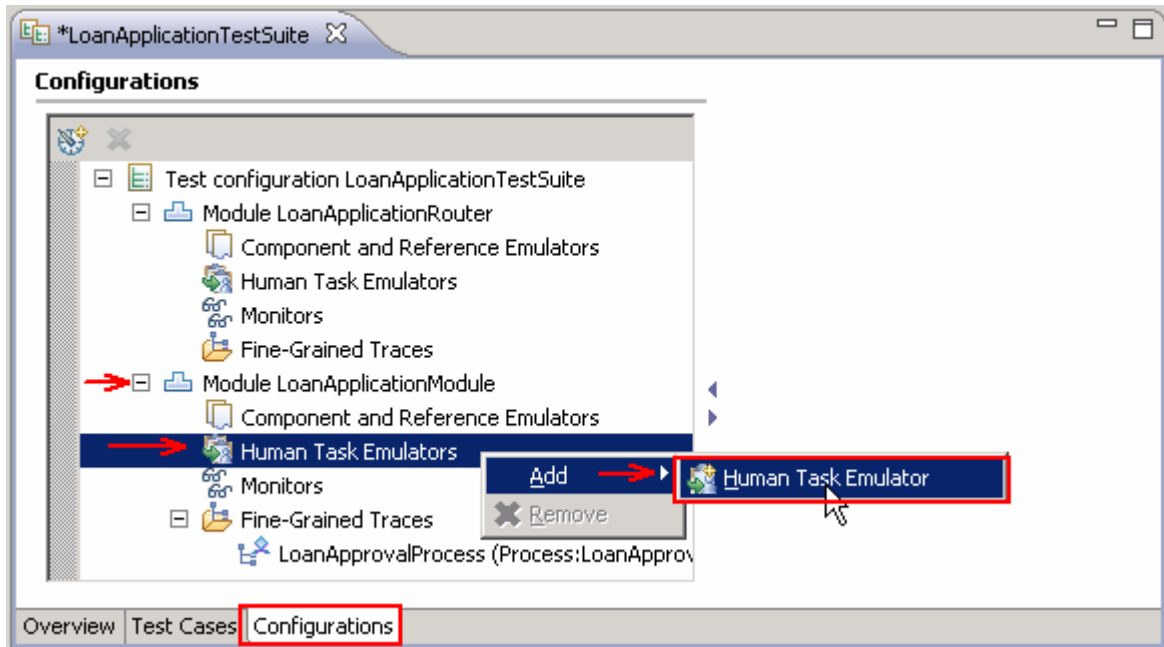 *LoanApplicationTestSuite
Configurations
Test configuration LoanApplicationTestSuite
Module LoanApplicationRouter
Component and Reference Emulators
Human Task Emulators
Monitors
Fine-Grained Traces
Module LoanApplicationModule
Component and Reference Emulators
Human Task Emulators
Add Human Task Emulator
Monitors
Remove
Fine-Grained Traces
LoanApprovalProcess (Process:LoanApprov
Overview Test Cases Configurations